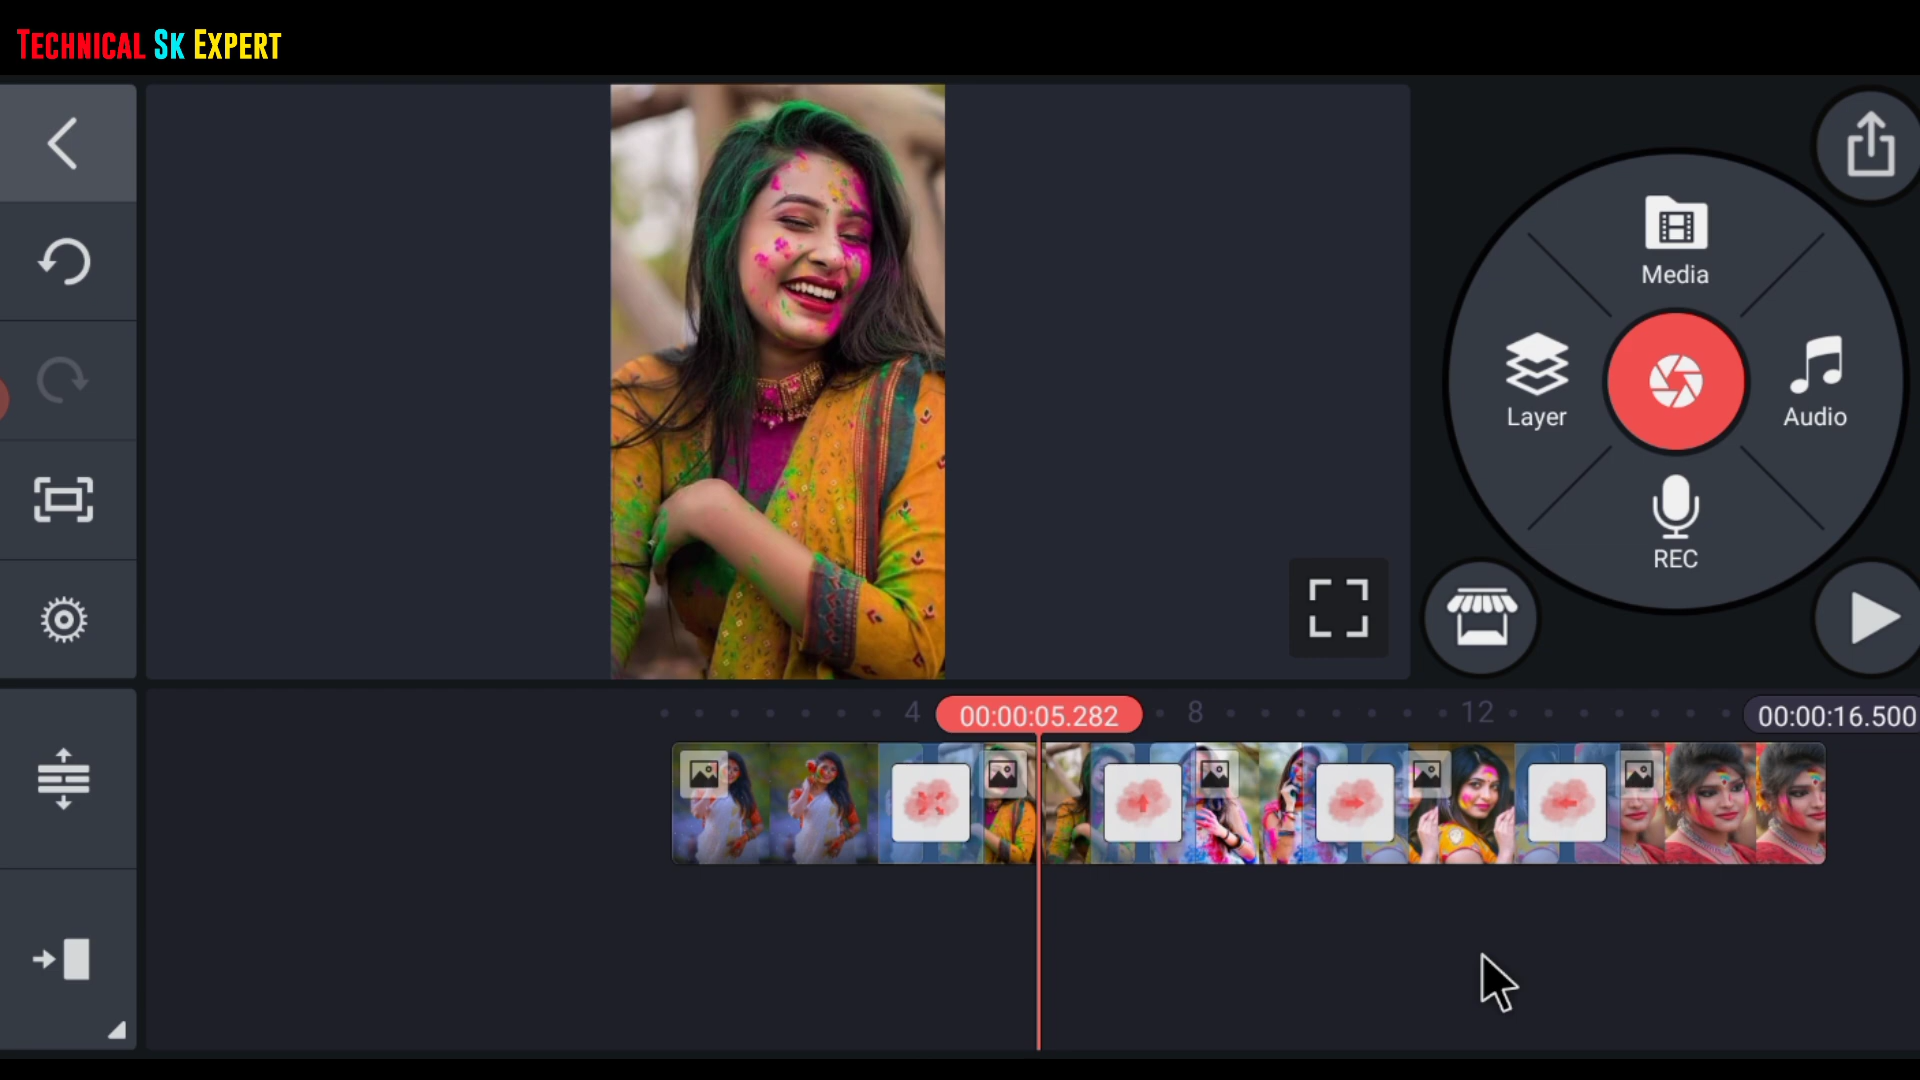 TECHNICAL SK EXPERT
Media
Layer
Audio
REC
4
00:00:05.282
8
12
00:00:16.500